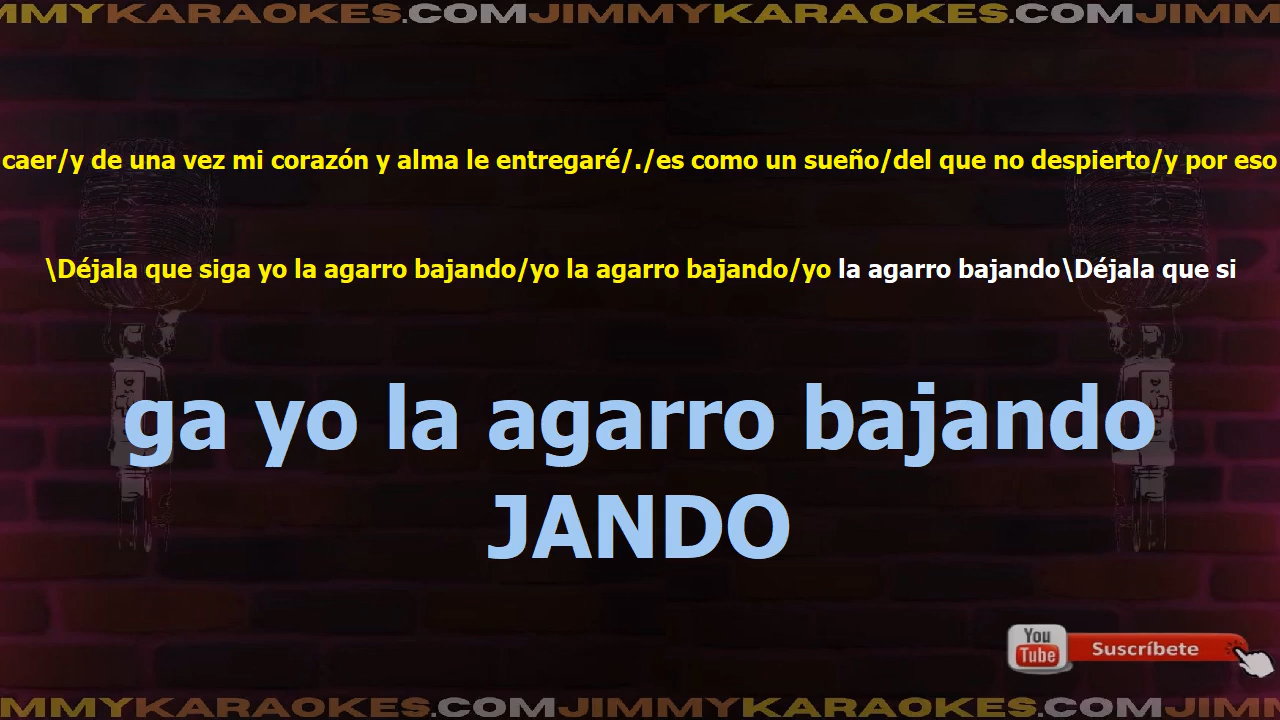 MMYKARAOKES.COMJIMMYKARAOKES.COMJIMM
caer/y de una vez mi corazón y alma le entregaré/./es como un sueño/del que no despierto/y por eso
\Déjala que siga yo la agarro bajando/yo la agarro bajando/yo la agarro bajando\Déjala que si
ga yo la agarro bajando
JANDO
You
Tube
Suscríbete
MMYKARAOKES.COMJIMMYKARAOKES.COMJIMM